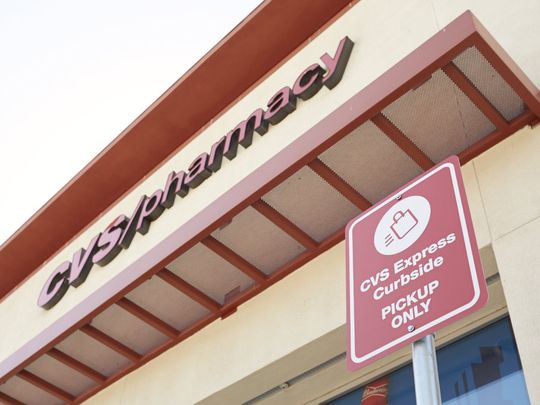 CVS/pharmacy
CVS Express
Curbside
PICKUP
ONLY